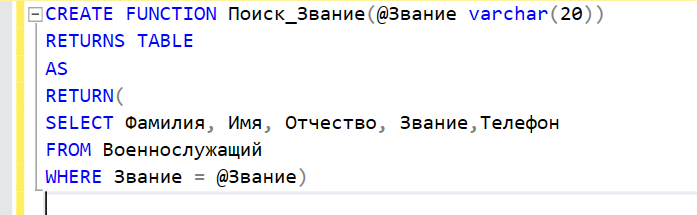 CREATE FUNCTION Поиск_Звание(@Звание varchar(20))
RETURNS TABLE
AS
RETURN(
SELECT Фамилия, Имя, Отчество, Звание,Телефон
FROM Военнослужащий
WHERE Звание = @Звание)